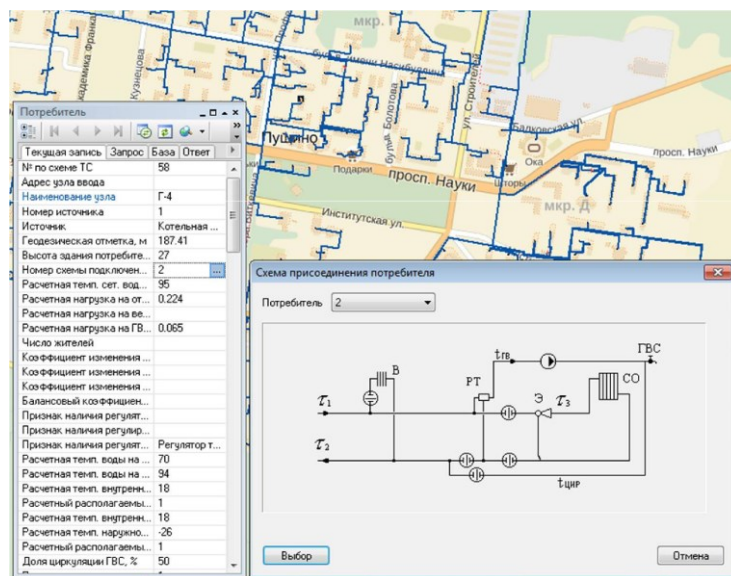 мкр. Г
бульв. имени Насибуллина
Кузнецова
ул. Строителей
бульв. Болотова
Балковская ул.
Пущино
Ока
просп. Науки
Подарки
просп. Науки
Шторы
мкр. Д
Институтская ул.
Потребитель
Текущая запись Запрос База Ответ
№ по схеме ТС 58
Адрес узла ввода
Наименование узла Г-4
Номер источника 1
Источник Котельная ...
Геодезическая отметка, м 187.41
Высота здания потребите... 27
Номер схемы подключен... 2 ...
Расчетная темп. сет. вод... 95
Расчетная нагрузка на от... 0.224
Расчетная нагрузка на ве...
Расчетная нагрузка на ГВ... 0.065
Число жителей
Коэффициент изменения ...
Коэффициент изменения ...
Коэффициент изменения ...
Балансовый коэффициен...
Признак наличия регулят...
Признак наличия регулир...
Признак наличия регулят... Регулятор т...
Расчетная темп. воды на ... 70
Расчетная темп. воды на ... 94
Расчетная темп. внутренн... 18
Расчетный располагаемы... 1
Расчетная темп. внутренн... 18
Расчетная темп. наружно... -26
Расчетный располагаемы... 1
Доля циркуляции ГВС, % 50
Схема присоединения потребителя
Потребитель 2
tгв
ГВС
В
РТ
Э
СО
τ1
τ3
τ2
tцир
Выбор
Отмена